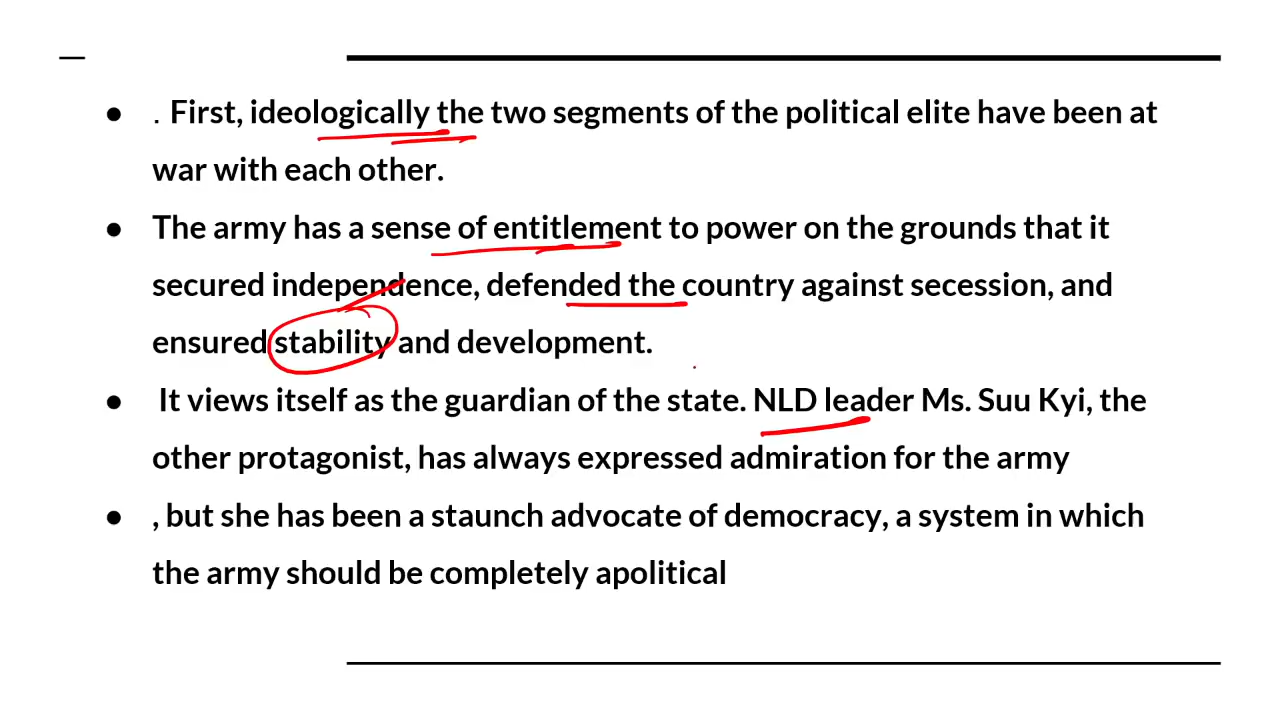 ● . First, ideologically the two segments of the political elite have been at
war with each other.
● The army has a sense of entitlement to power on the grounds that it
secured independence, defended the country against secession, and
ensured stability and development.
● It views itself as the guardian of the state. NLD leader Ms. Suu Kyi, the
other protagonist, has always expressed admiration for the army
● , but she has been a staunch advocate of democracy, a system in which
the army should be completely apolitical